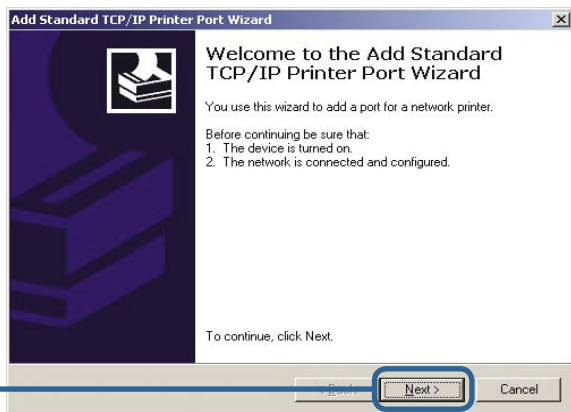 Add Standard TCP/IP Printer Port Wizard
Welcome to the Add Standard
TCP/IP Printer Port Wizard
You use this wizard to add a port for a network printer.
Before continuing be sure that:
1. The device is turned on.
2. The network is connected and configured.
To continue, click Next.
Next >
Cancel